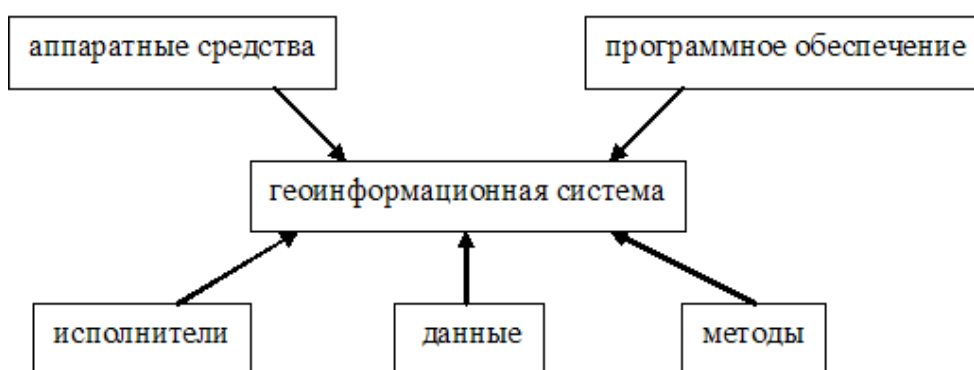 аппаратные средства
программное обеспечение
геоинформационная система
исполнители
данные
методы